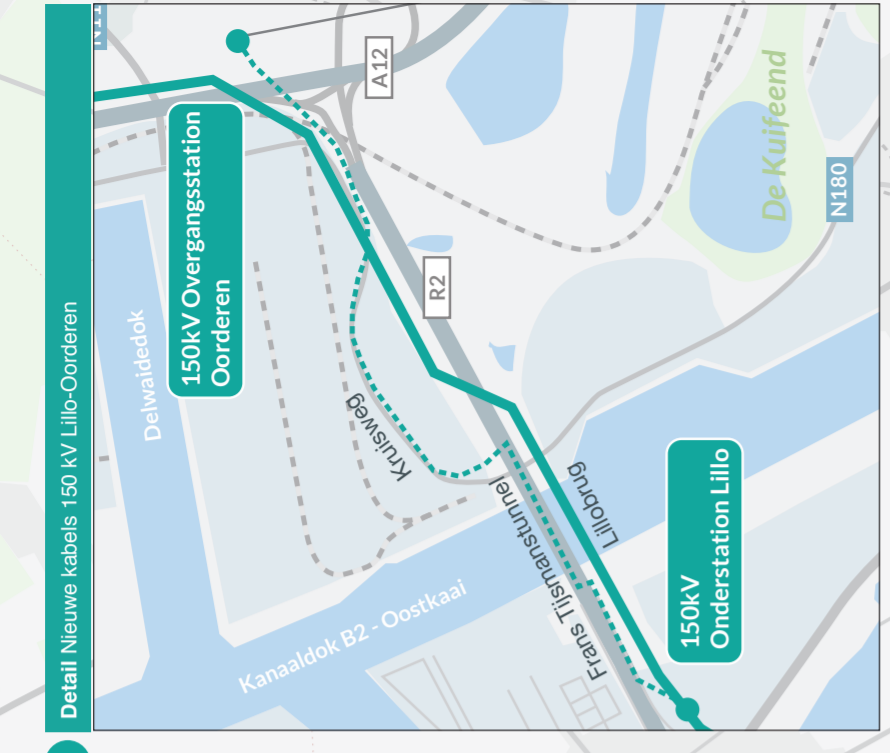 Detail Nieuwe kabels 150 kV Lillo-Oorderen
Delwaidedok
150kV Overgangsstation
Oorderen
A12
R2
De Kuifeend
N180
Kruisweg
Frans Tijsmanstunnel
Lillobrug
Kanaaldok B2 - Oostkaai
150kV
Onderstation Lillo